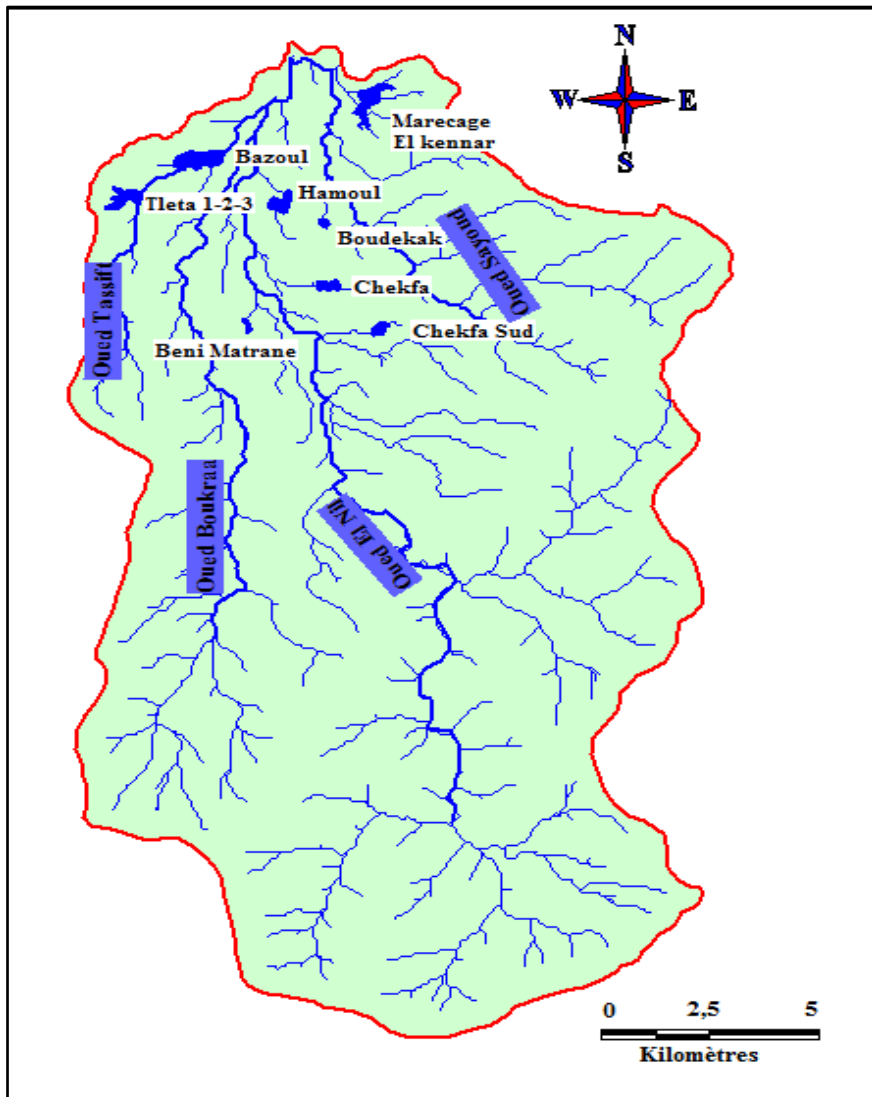 N
W E
S
Marecage
El kennar
Bazoul
Tleta 1-2-3
Hamoul
Boudekak
Oued Sayoud
Chekfa
Oued Tassift
Chekfa Sud
Beni Matrane
Oued Boukraa
Oued El Nil
0 2,5 5
Kilomètres